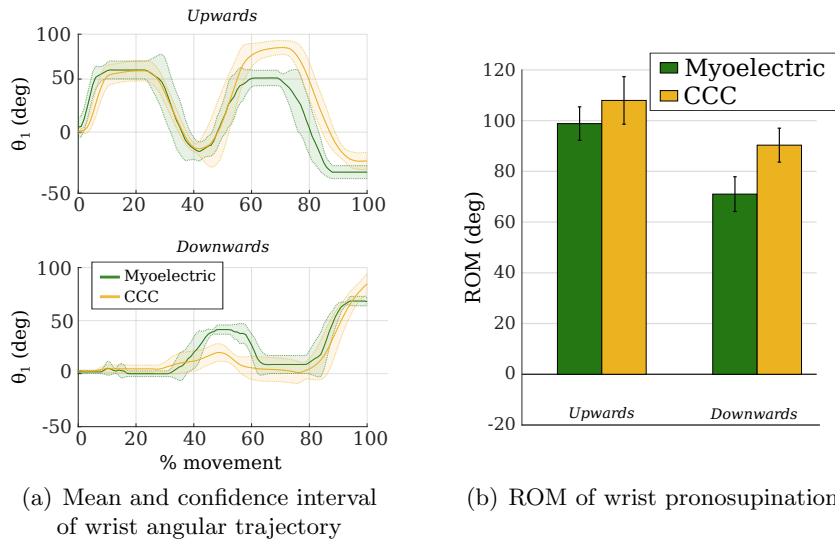 Upwards
100
50
0
-50
θ1 (deg)
0 20 40 60 80 100
Downwards
100
50
0
-50
θ1 (deg)
Myoelectric
CCC
0 20 40 60 80 100
% movement
(a) Mean and confidence interval
of wrist angular trajectory
Myoelectric
CCC
120
100
80
60
40
20
0
-20
ROM (deg)
Upwards Downwards
(b) ROM of wrist pronosupination